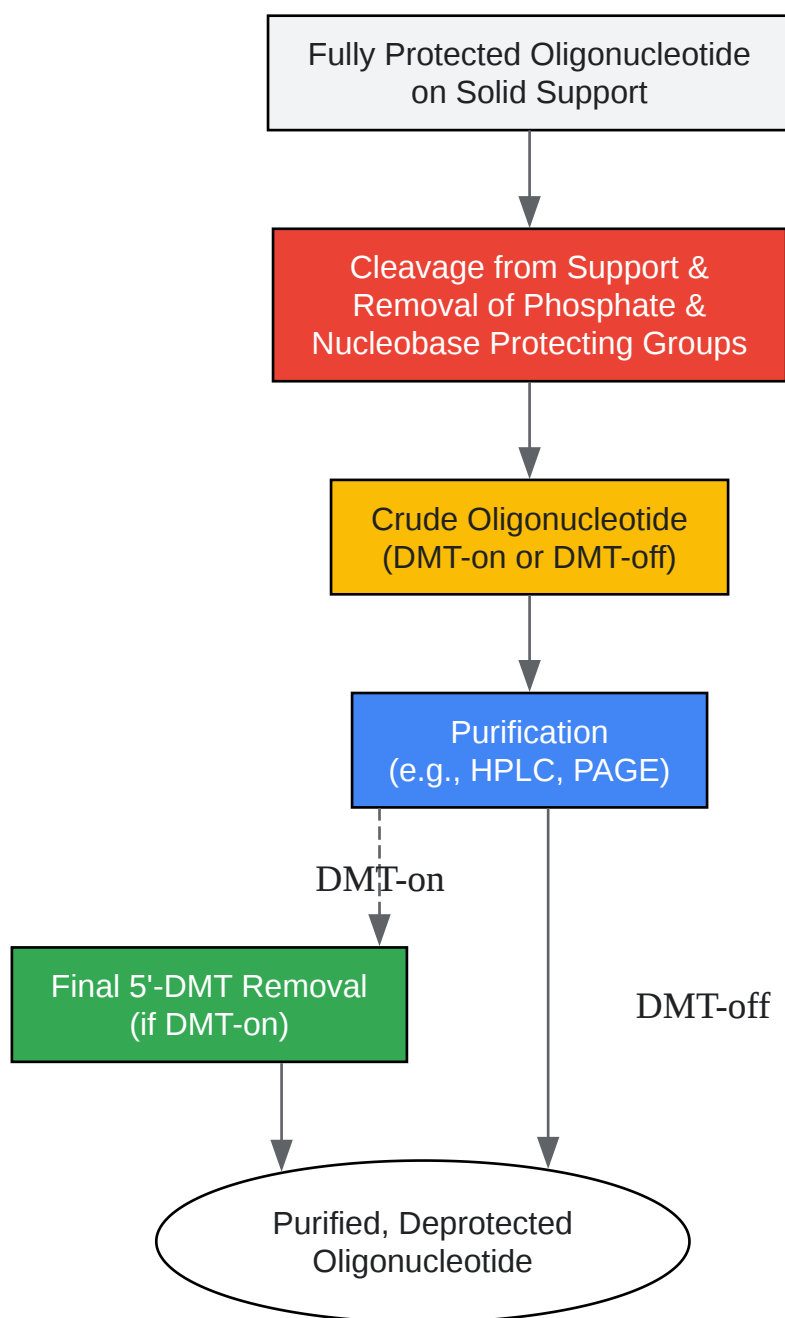 Fully Protected Oligonucleotide
on Solid Support
Cleavage from Support &
Removal of Phosphate &
Nucleobase Protecting Groups
Crude Oligonucleotide
(DMT-on or DMT-off)
Purification
(e.g., HPLC, PAGE)
DMT-on
Final 5'-DMT Removal
(if DMT-on)
DMT-off
Purified, Deprotected
Oligonucleotide